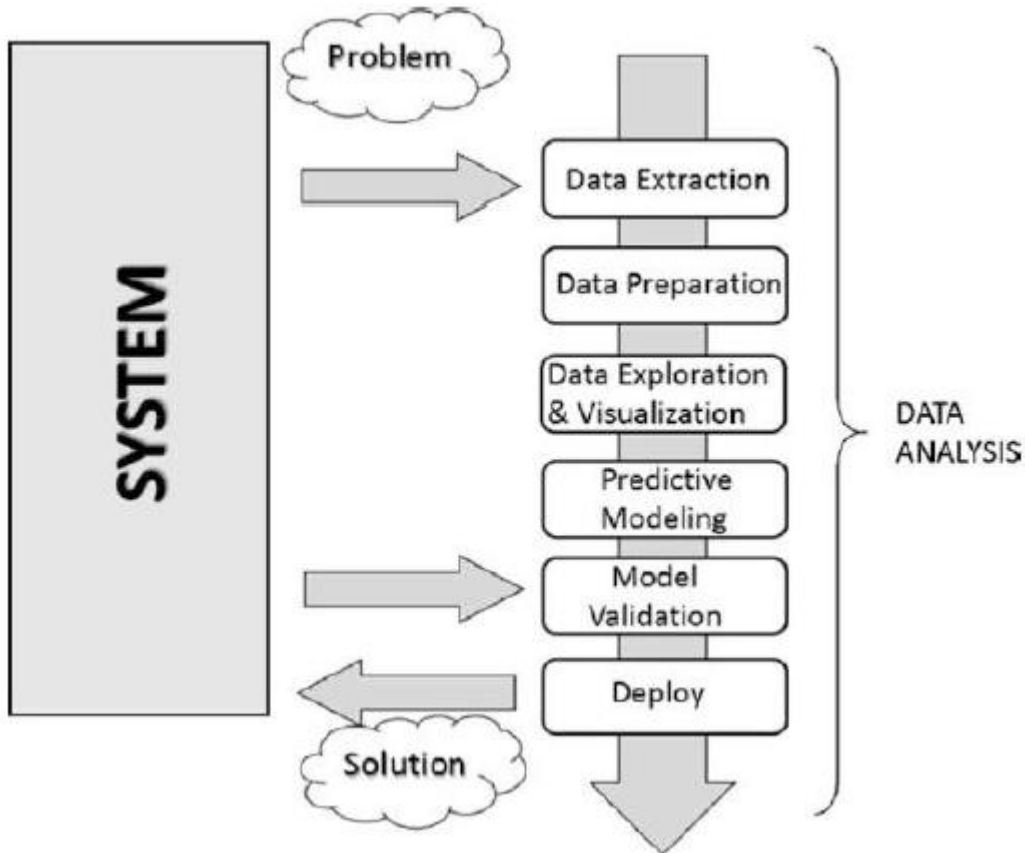 Problem
SYSTEM
Data Extraction
Data Preparation
Data Exploration
& Visualization
Predictive
Modeling
Model
Validation
Deploy
Solution
DATA
ANALYSIS